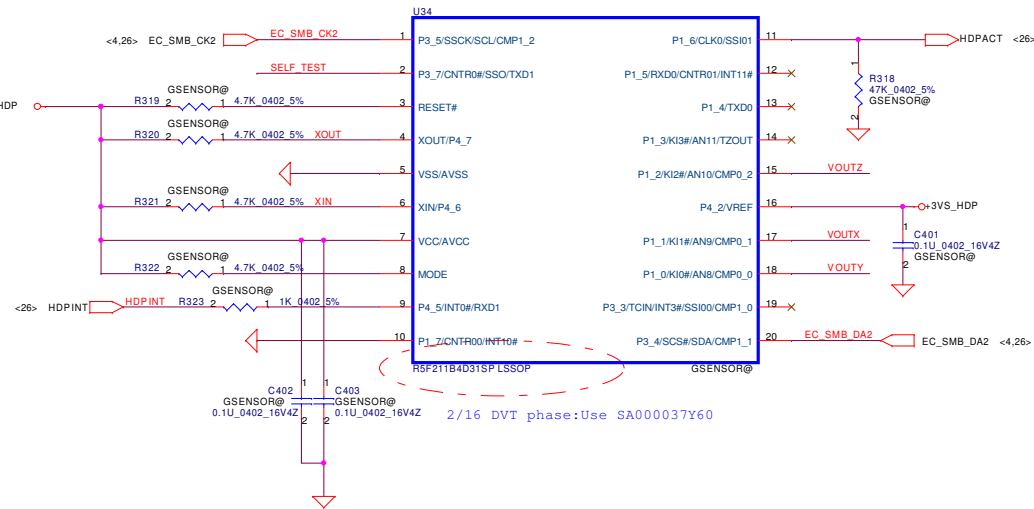 U34
<4,26> EC_SMB_CK2 EC_SMB_CK2 1 P3_5/SSCK/SCL/CMP1_2 P1_6/CLK0/SSI01 11 HDPACT <26>
SELF_TEST 2 P3_7/CNTR0#/SSO/TXD1 P1_5/RXD0/CNTR01/INT11# 12
1
R318
47K_0402_5%
GSENSOR@
2
HDP
GSENSOR@
R319 2 1 4.7K_0402_5% 3 RESET# P1_4/TXD0 13
GSENSOR@
R320 2 1 4.7K_0402_5% XOUT 4 XOUT/P4_7 P1_3/KI3#/AN11/TZOUT 14
5 VSS/AVSS P1_2/KI2#/AN10/CMP0_2 15 VOUTZ
GSENSOR@
R321 2 1 4.7K_0402_5% XIN 6 XIN/P4_6 P4_2/VREF 16 +3VS_HDP
7 VCC/AVCC P1_1/KI1#/AN9/CMP0_1 17 VOUTX
1
C401
0.1U_0402_16V4Z
GSENSOR@
2
GSENSOR@
R322 2 1 4.7K_0402_5% 8 MODE P1_0/KI0#/AN8/CMP0_0 18 VOUTY
GSENSOR@
<26> HDPINT HDPINT R323 2 1 1K_0402_5% 9 P4_5/INT0#/RXD1 P3_3/TCIN/INT3#/SSI00/CMP1_0 19
10 P1_7/CNTR00/INT10# P3_4/SCS#/SDA/CMP1_1 20 EC_SMB_DA2 EC_SMB_DA2 <4,26>
R5F211B4D31SP LSSOP GSENSOR@
C402 1 1 C403
GSENSOR@ GSENSOR@
0.1U_0402_16V4Z 0.1U_0402_16V4Z
2 2
2/16 DVT phase:Use SA000037Y60